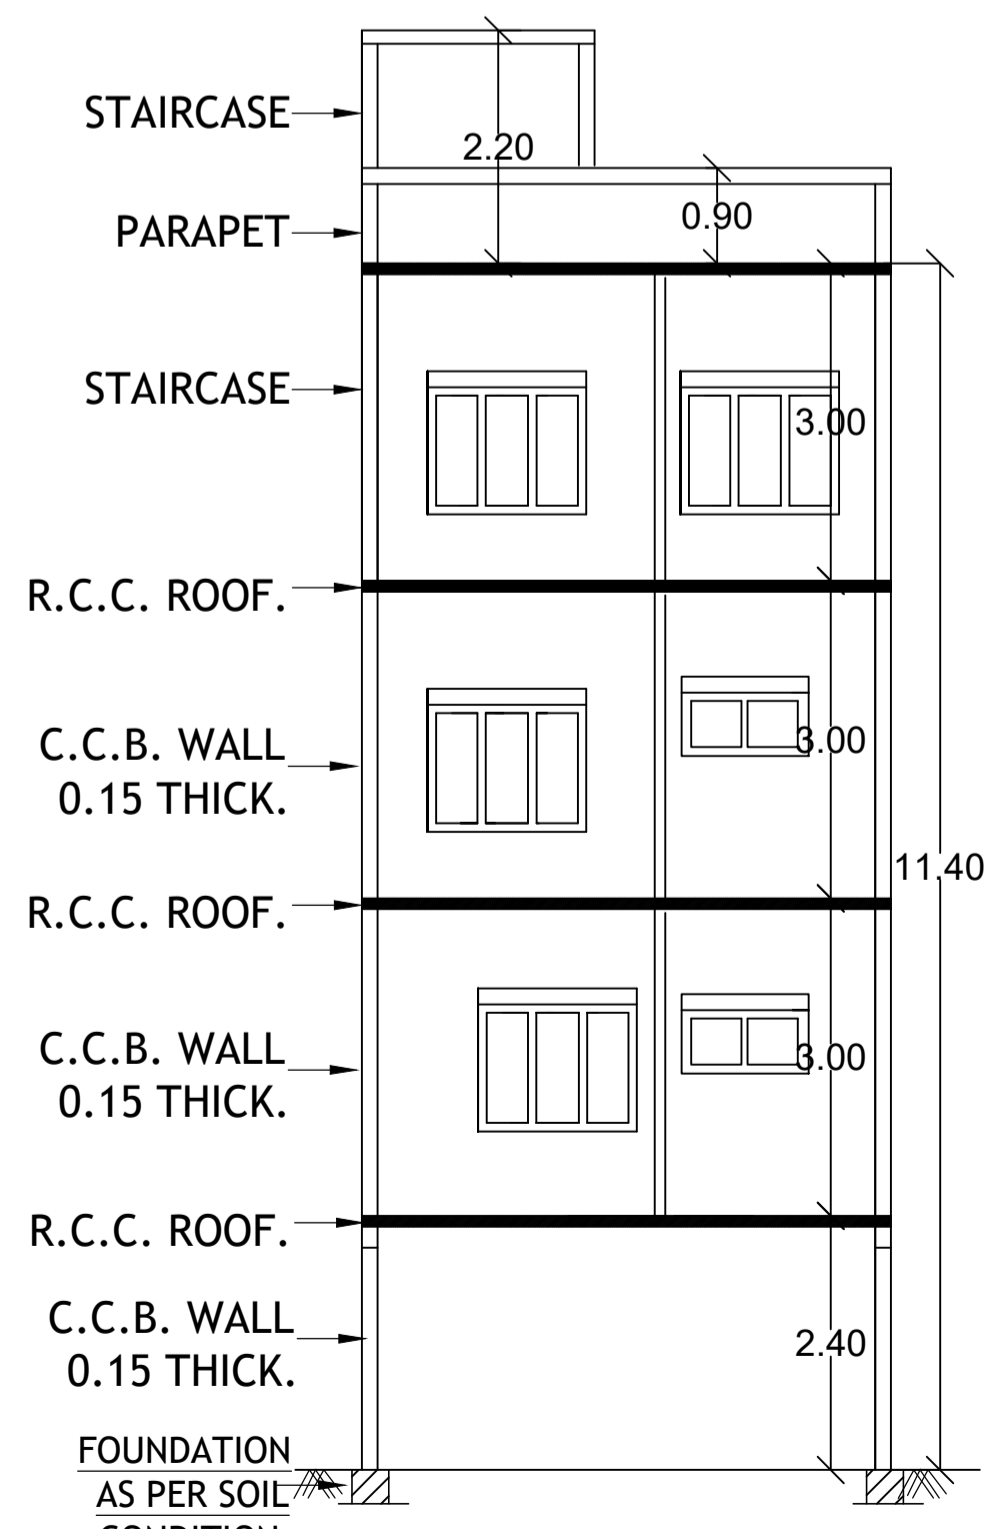 STAIRCASE
2.20
0.90
PARAPET
STAIRCASE
3.00
R.C.C. ROOF.
C.C.B. WALL
0.15 THICK.
3.00
11.40
R.C.C. ROOF.
C.C.B. WALL
0.15 THICK.
3.00
R.C.C. ROOF.
C.C.B. WALL
0.15 THICK.
2.40
FOUNDATION
AS PER SOIL
CONDITION